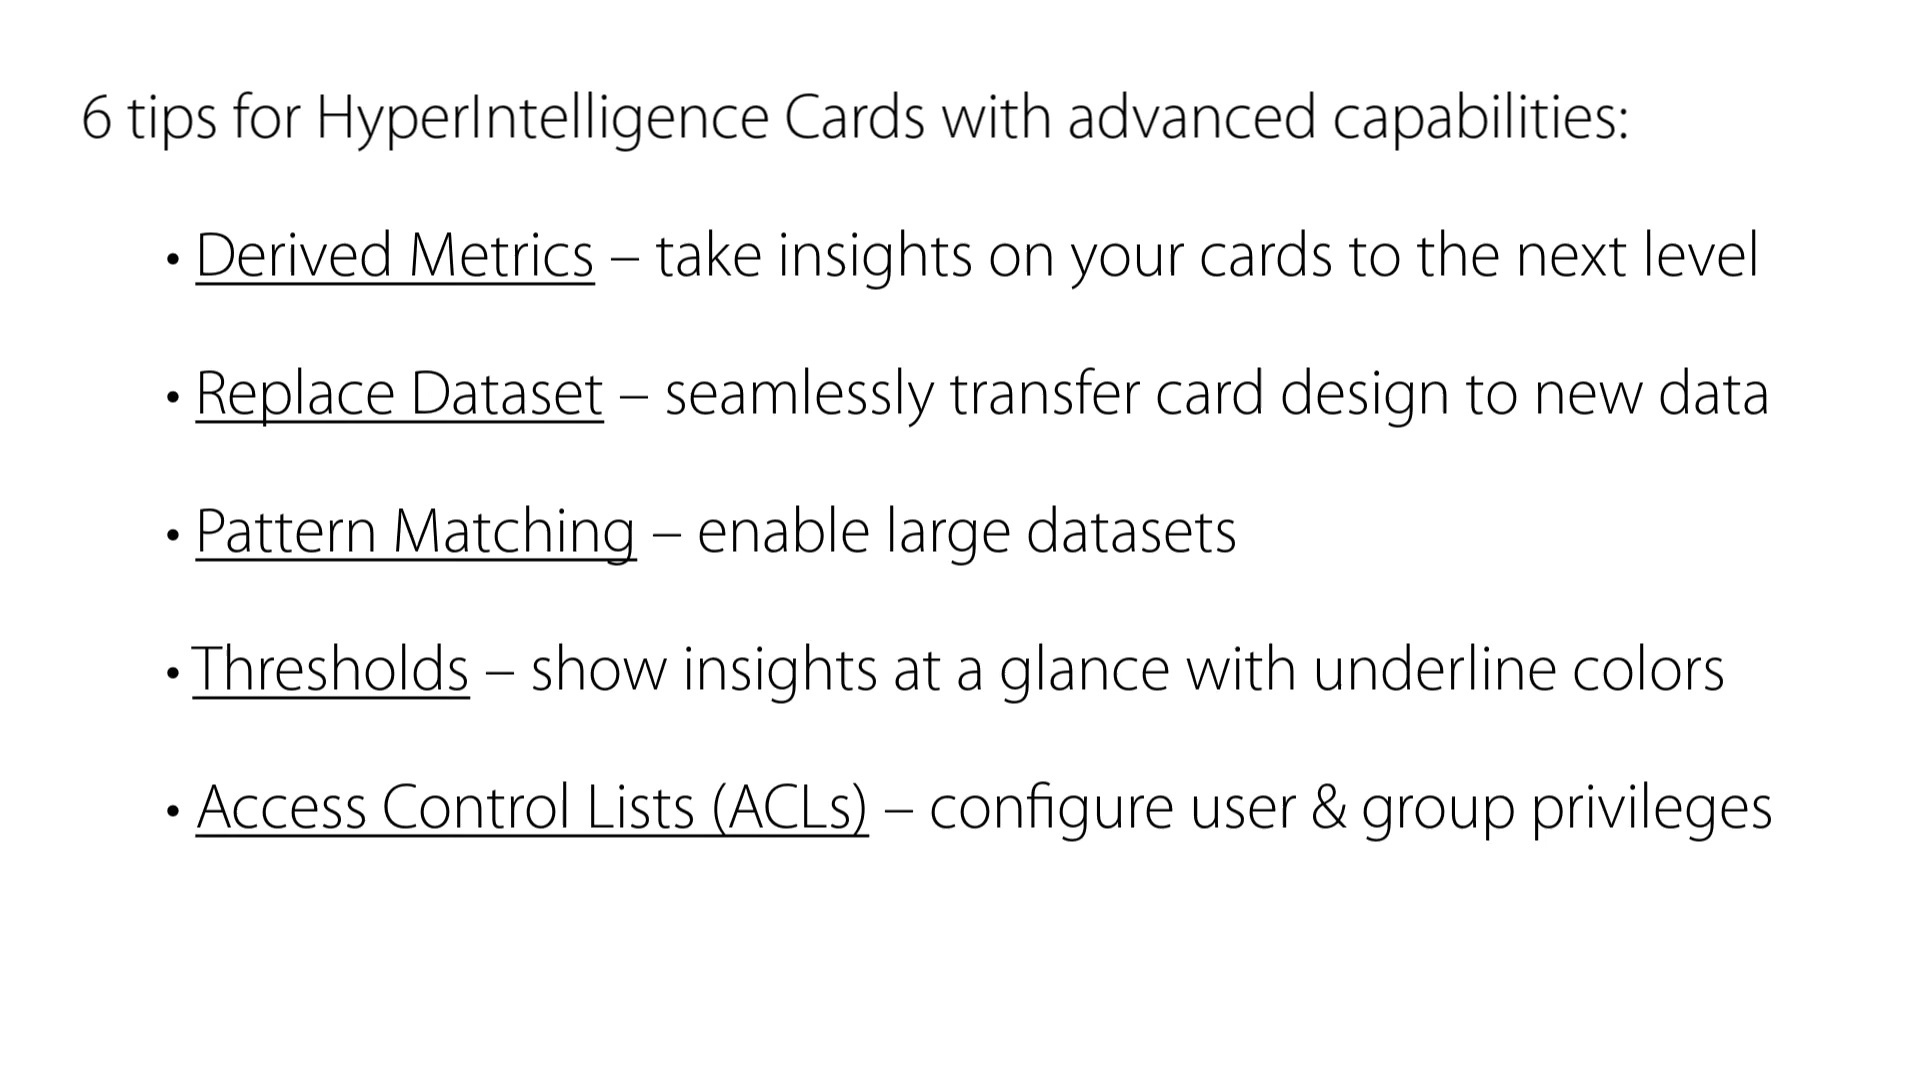 6 tips for HyperIntelligence Cards with advanced capabilities:
• Derived Metrics – take insights on your cards to the next level
• Replace Dataset – seamlessly transfer card design to new data
• Pattern Matching – enable large datasets
• Thresholds – show insights at a glance with underline colors
• Access Control Lists (ACLs) – configure user & group privileges